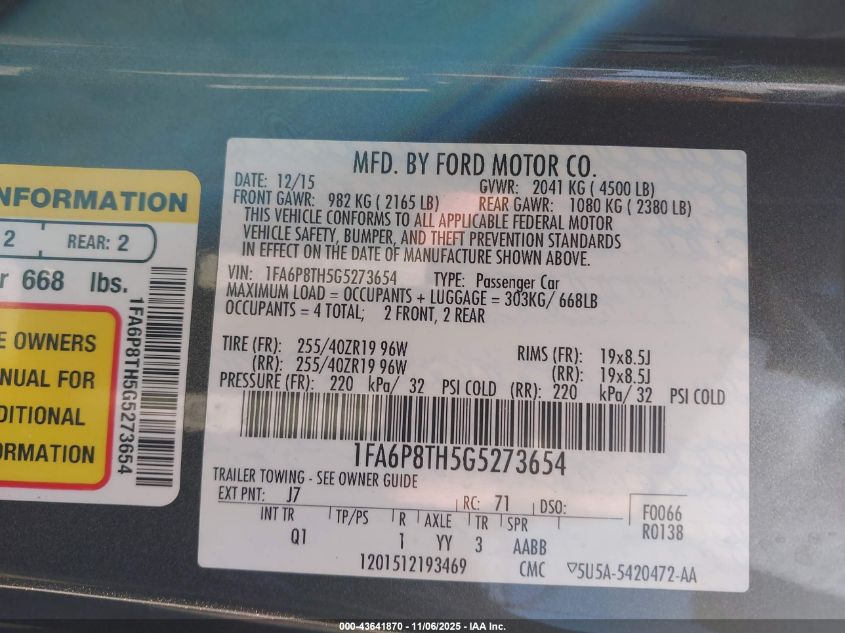 NFORMATION
2 REAR: 2
r 668 lbs.
E OWNERS
NUAL FOR
DITIONAL
ORMATION
1FA6P8TH5G5273654
MFD. BY FORD MOTOR CO.
DATE: 12/15 GVWR: 2041 KG ( 4500 LB)
FRONT GAWR: 982 KG ( 2165 LB) REAR GAWR: 1080 KG ( 2380 LB)
THIS VEHICLE CONFORMS TO ALL APPLICABLE FEDERAL MOTOR
VEHICLE SAFETY, BUMPER, AND THEFT PREVENTION STANDARDS
IN EFFECT ON THE DATE OF MANUFACTURE SHOWN ABOVE.
VIN: 1FA6P8TH5G5273654 TYPE: Passenger Car
MAXIMUM LOAD = OCCUPANTS + LUGGAGE = 303KG/ 668LB
OCCUPANTS = 4 TOTAL; 2 FRONT, 2 REAR
TIRE (FR): 255/40ZR19 96W RIMS (FR): 19x8.5J
(RR): 255/40ZR19 96W (RR): 19x8.5J
PRESSURE (FR): 220 kPa/ 32 PSI COLD (RR): 220 kPa/ 32 PSI COLD
1FA6P8TH5G5273654
TRAILER TOWING - SEE OWNER GUIDE
EXT PNT: J7 RC: 71 DSO: F0066
R0138
INT TR TP/PS R AXLE TR SPR
Q1 1 YY 3 AABB
1201512193469 CMC ▽5U5A-5420472-AA
000-43641870 - 11/06/2025 - IAA Inc.